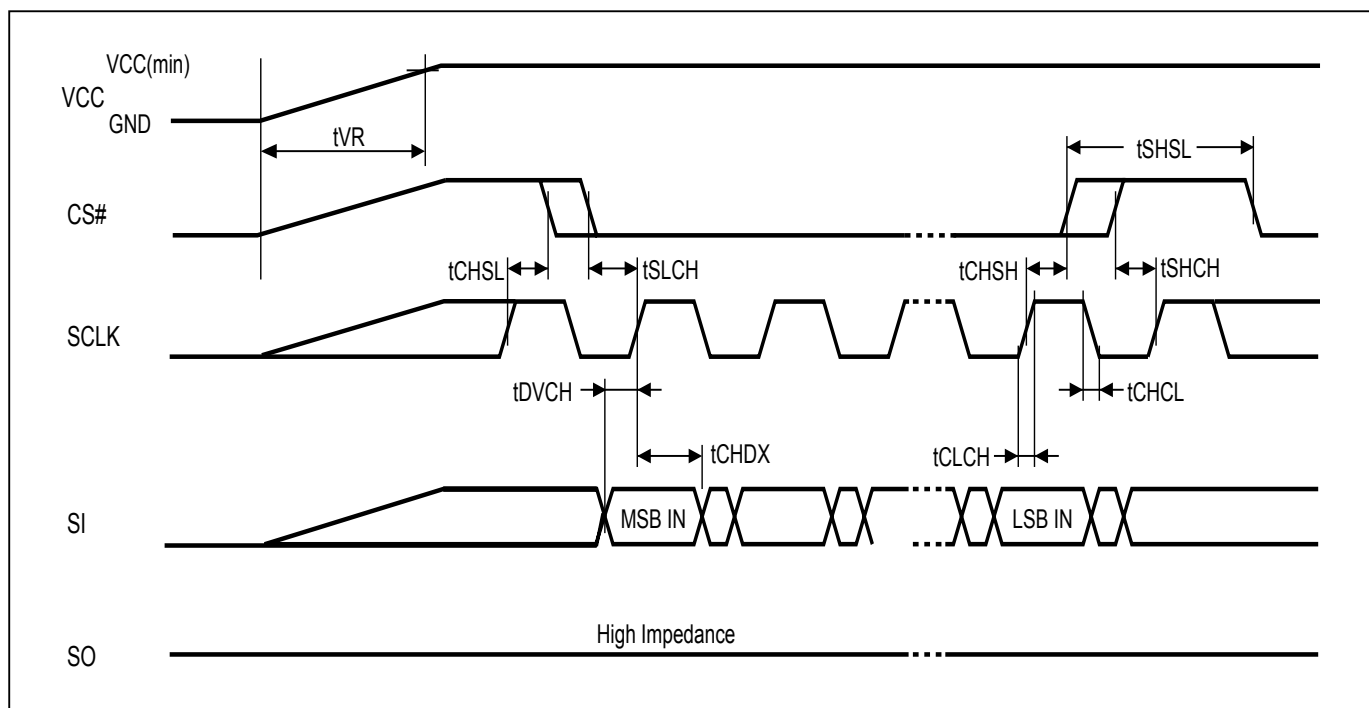 VCC(min)
VCC
GND
tVR
tSHSL
CS#
tCHSL
tSLCH
tCHSH
tSHCH
SCLK
tDVCH
tCHCL
tCHDX
tCLCH
SI
MSB IN
LSB IN
High Impedance
SO